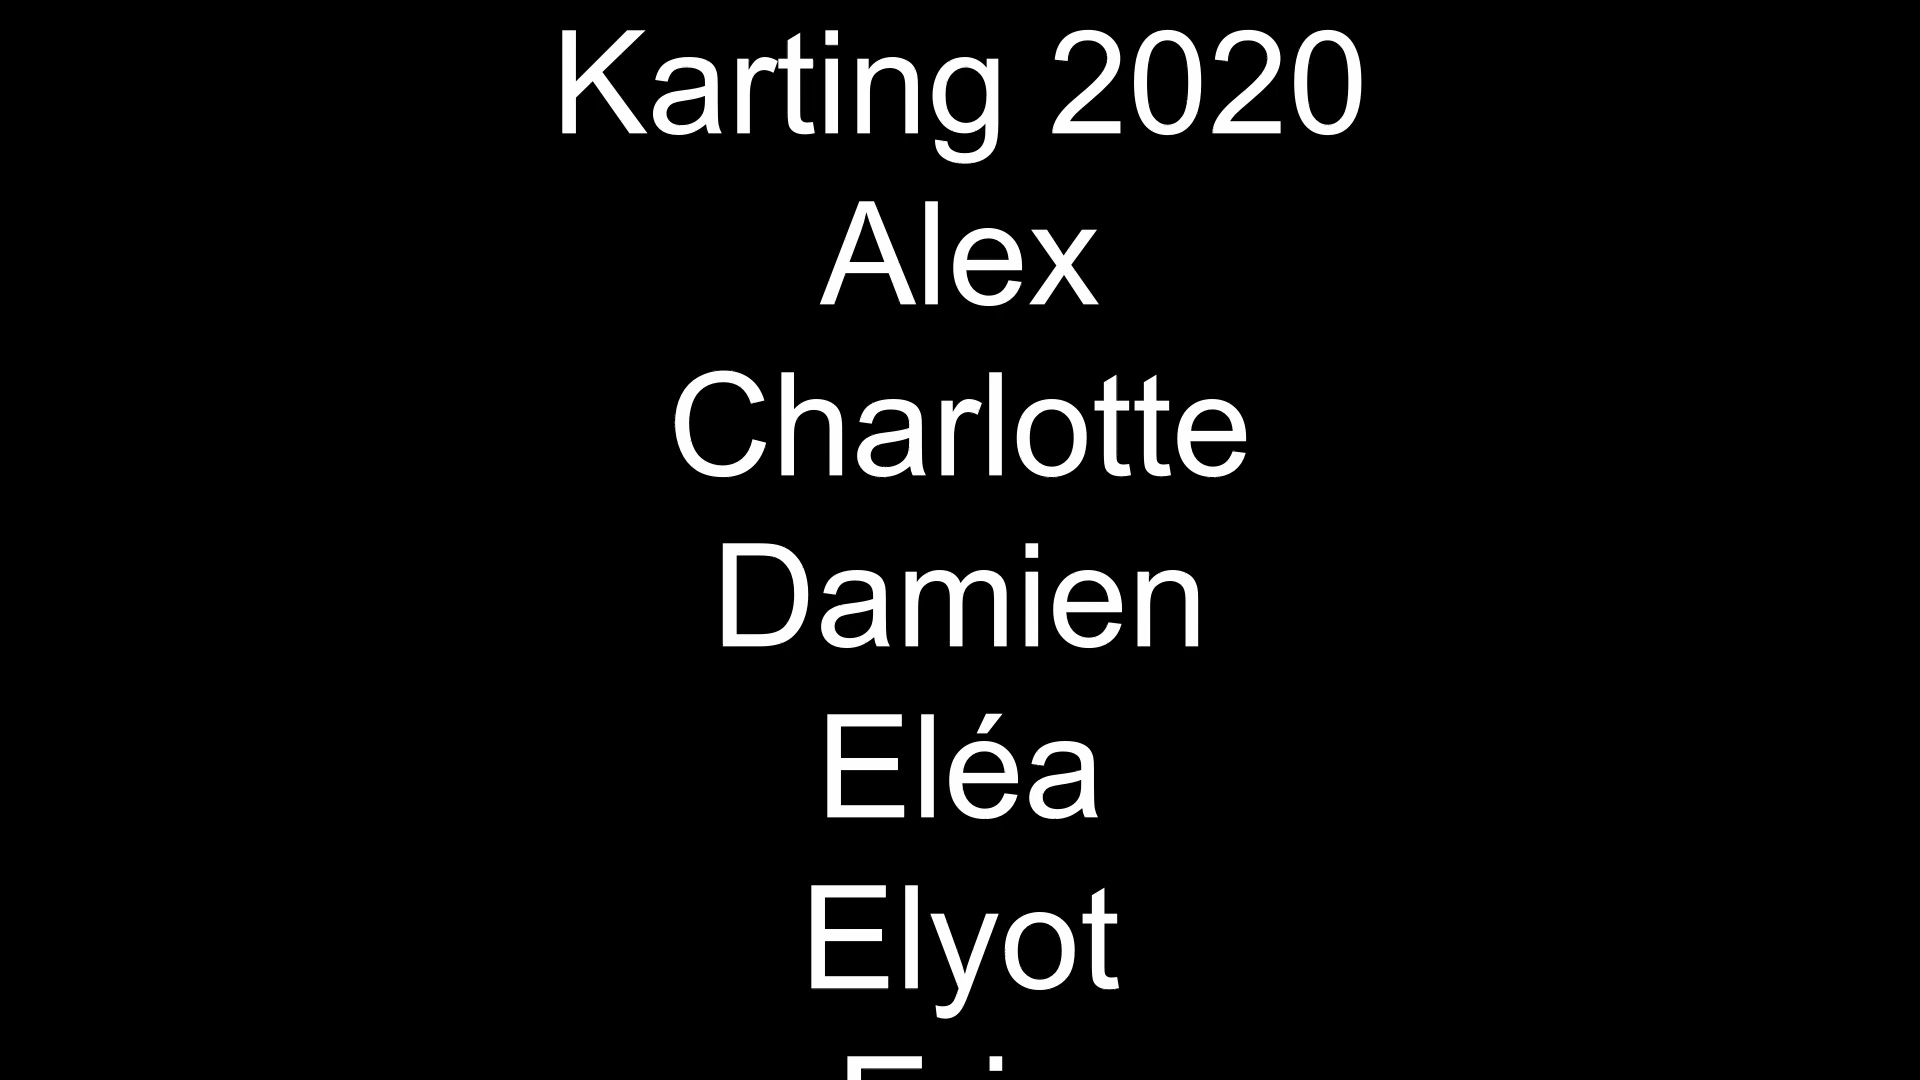 Karting 2020
Alex
Charlotte
Damien
Eléa
Elyot